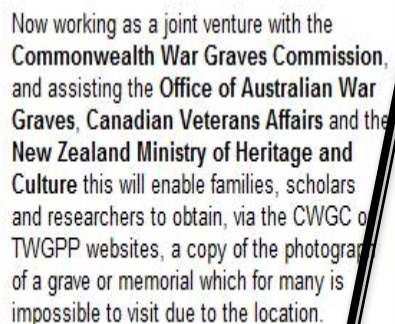 Now working as a joint venture with the
Commonwealth War Graves Commission,
and assisting the Office of Australian War
Graves, Canadian Veterans Affairs and the
New Zealand Ministry of Heritage and
Culture this will enable families, scholars
and researchers to obtain, via the CWGC
TWGPP websites, a copy of the
of a grave or memorial which for many is
impossible to visit due to the location.